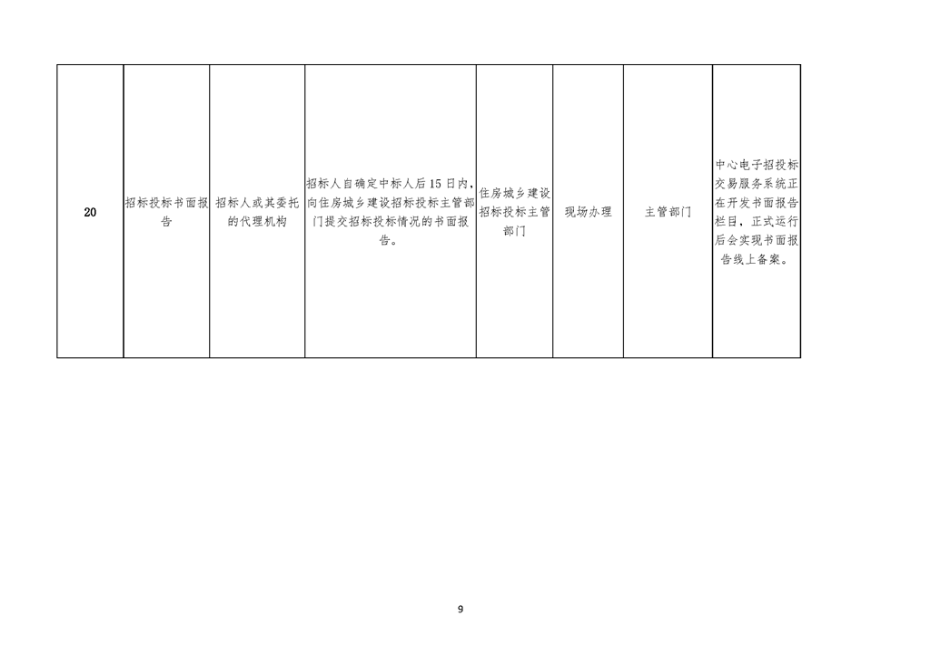 20
招标投标书面报
告
招标人或其委托
的代理机构
招标人自确定中标人后 15 日内，
向住房城乡建设招标投标主管部
门提交招标投标情况的书面报
告。
住房城乡建设
招标投标主管
部门
现场办理
主管部门
中心电子招投标
交易服务系统正
在开发书面报告
栏目，正式运行
后会实现书面报
告线上备案。
9